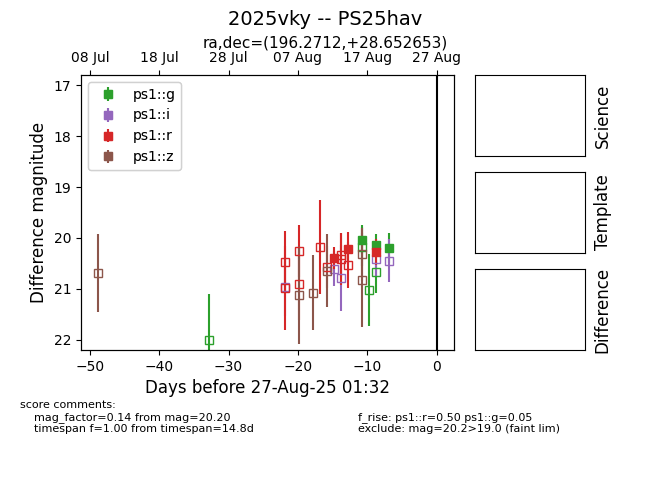 2025vky -- PS25hav
ra,dec=(196.2712,+28.652653)
08 Jul 18 Jul 28 Jul 07 Aug 17 Aug 27 Aug
17
18
19
20
21
22
Difference magnitude
ps1::g
ps1::i
ps1::r
ps1::z
−50 −40 −30 −20 −10 0
Days before 27-Aug-25 01:32
Science
Template
Difference
score comments:
mag_factor=0.14 from mag=20.20
timespan f=1.00 from timespan=14.8d
f_rise: ps1::r=0.50 ps1::g=0.05
exclude: mag=20.2>19.0 (faint lim)